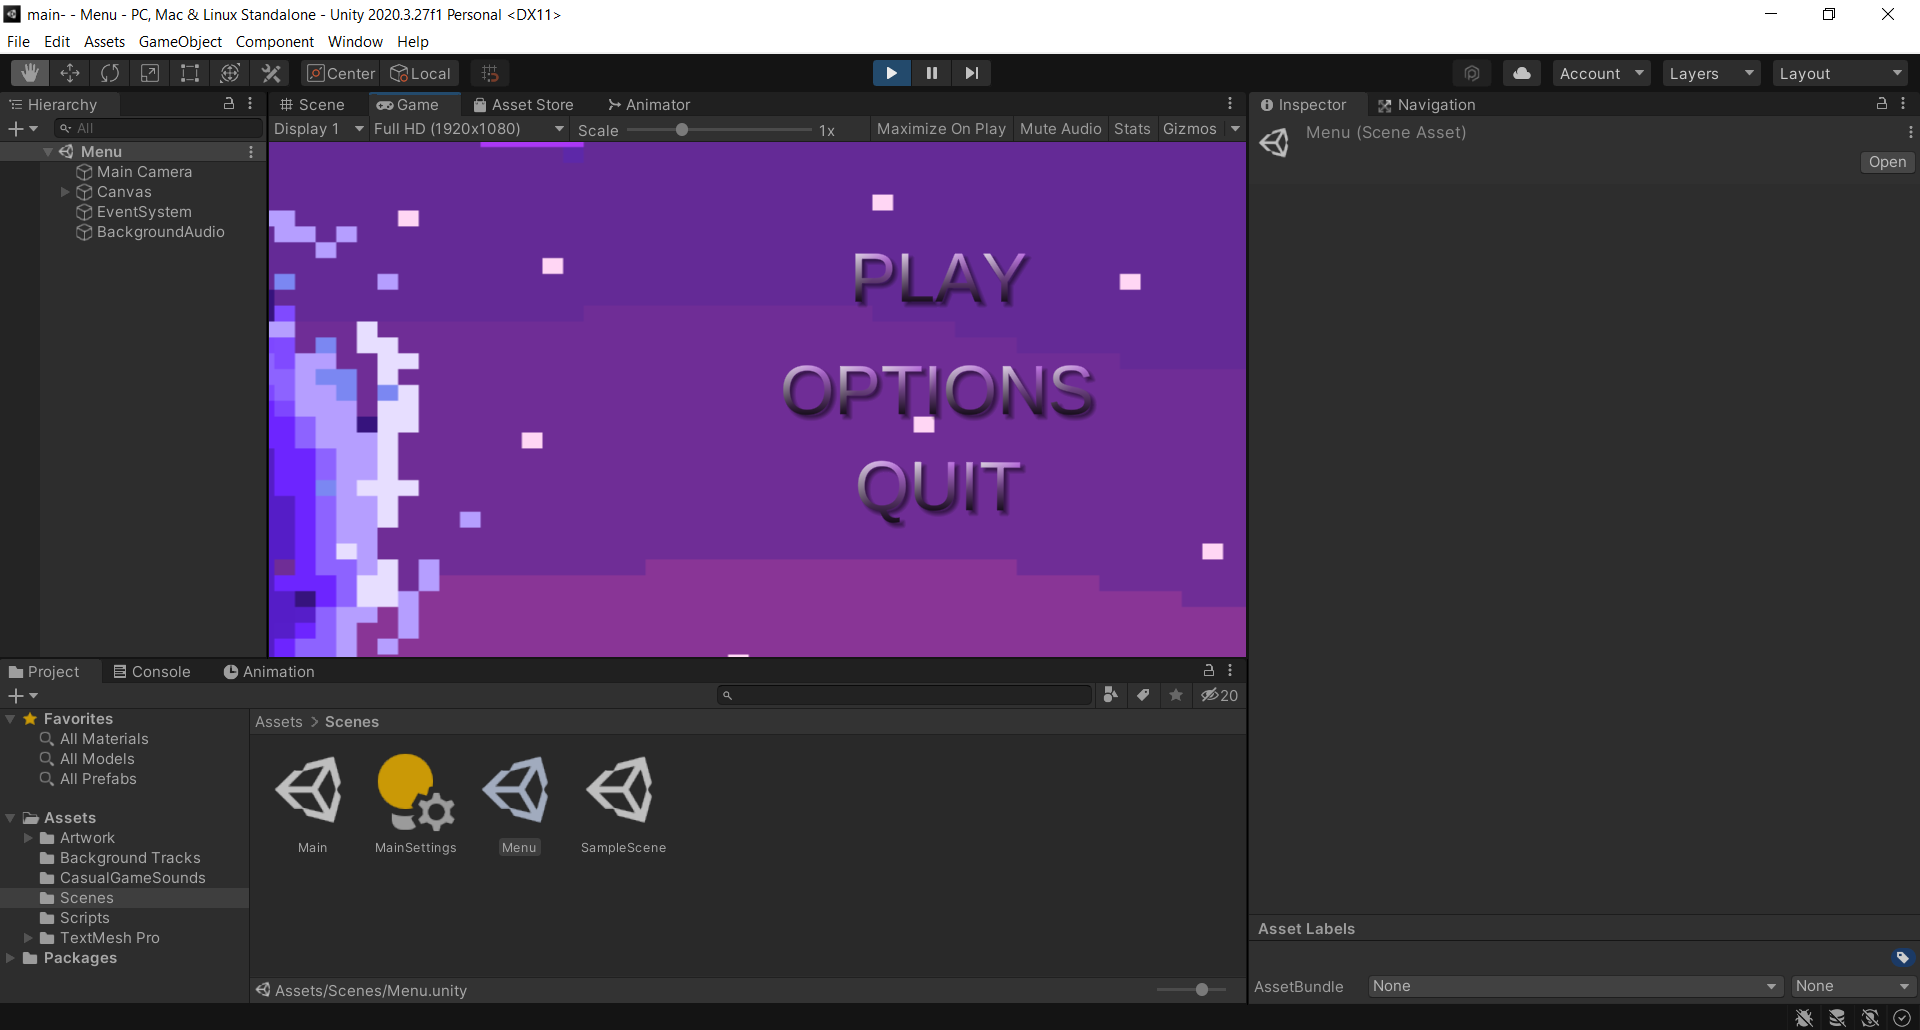 main- - Menu - PC, Mac & Linux Standalone - Unity 2020.3.27f1 Personal <DX11>
File Edit Assets GameObject Component Window Help
Center Local Account Layers Layout
Hierarchy Scene Game Asset Store Animator Inspector Navigation
All Display 1 Full HD (1920x1080) Scale 1x Maximize On Play Mute Audio Stats Gizmos
Menu (Scene Asset)
Open
Menu
Main Camera
Canvas
EventSystem
BackgroundAudio
PLAY
OPTIONS
QUIT
Project Console Animation
20
Favorites
All Materials
All Models
All Prefabs
Assets
Artwork
Background Tracks
CasualGameSounds
Scenes
Scripts
TextMesh Pro
Packages
Assets > Scenes
Main MainSettings Menu SampleScene
Assets/Scenes/Menu.unity
Asset Labels
AssetBundle None None